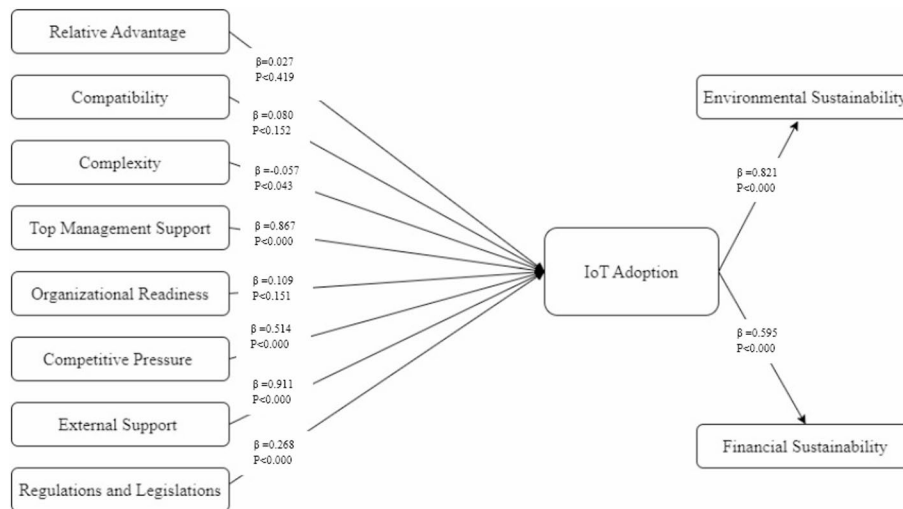 Relative Advantage
β=0.027
P<0.419
Compatibility
β=0.080
P<0.152
Complexity
β=-0.057
P<0.043
Top Management Support
β=0.867
P<0.000
Organizational Readiness
β=0.109
P<0.151
Competitive Pressure
β=0.514
P<0.000
External Support
β=0.911
P<0.000
Regulations and Legislations
β=0.268
P<0.000
IoT Adoption
Environmental Sustainability
β=0.821
P<0.000
β=0.595
P<0.000
Financial Sustainability